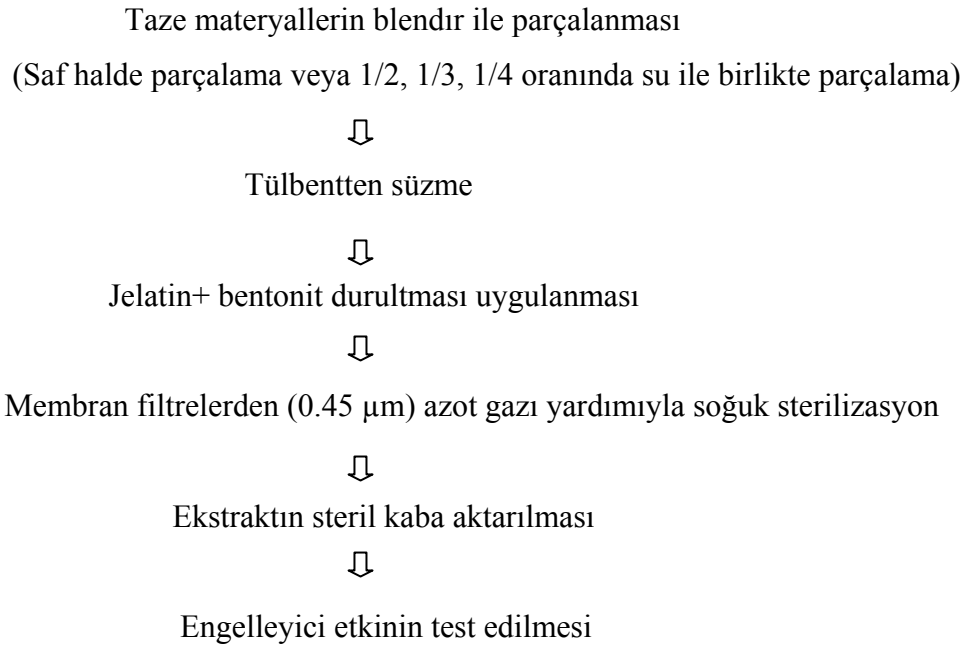 Taze materyallerin blendır ile parçalanması
(Saf halde parçalama veya 1/2, 1/3, 1/4 oranında su ile birlikte parçalama)
⇩
Tülbentten süzme
⇩
Jelatin+ bentonit durultması uygulanması
⇩
Membran filtrelerden (0.45 µm) azot gazı yardımıyla soğuk sterilizasyon
⇩
Ekstraktın steril kaba aktarılması
⇩
Engelleyici etkinin test edilmesi